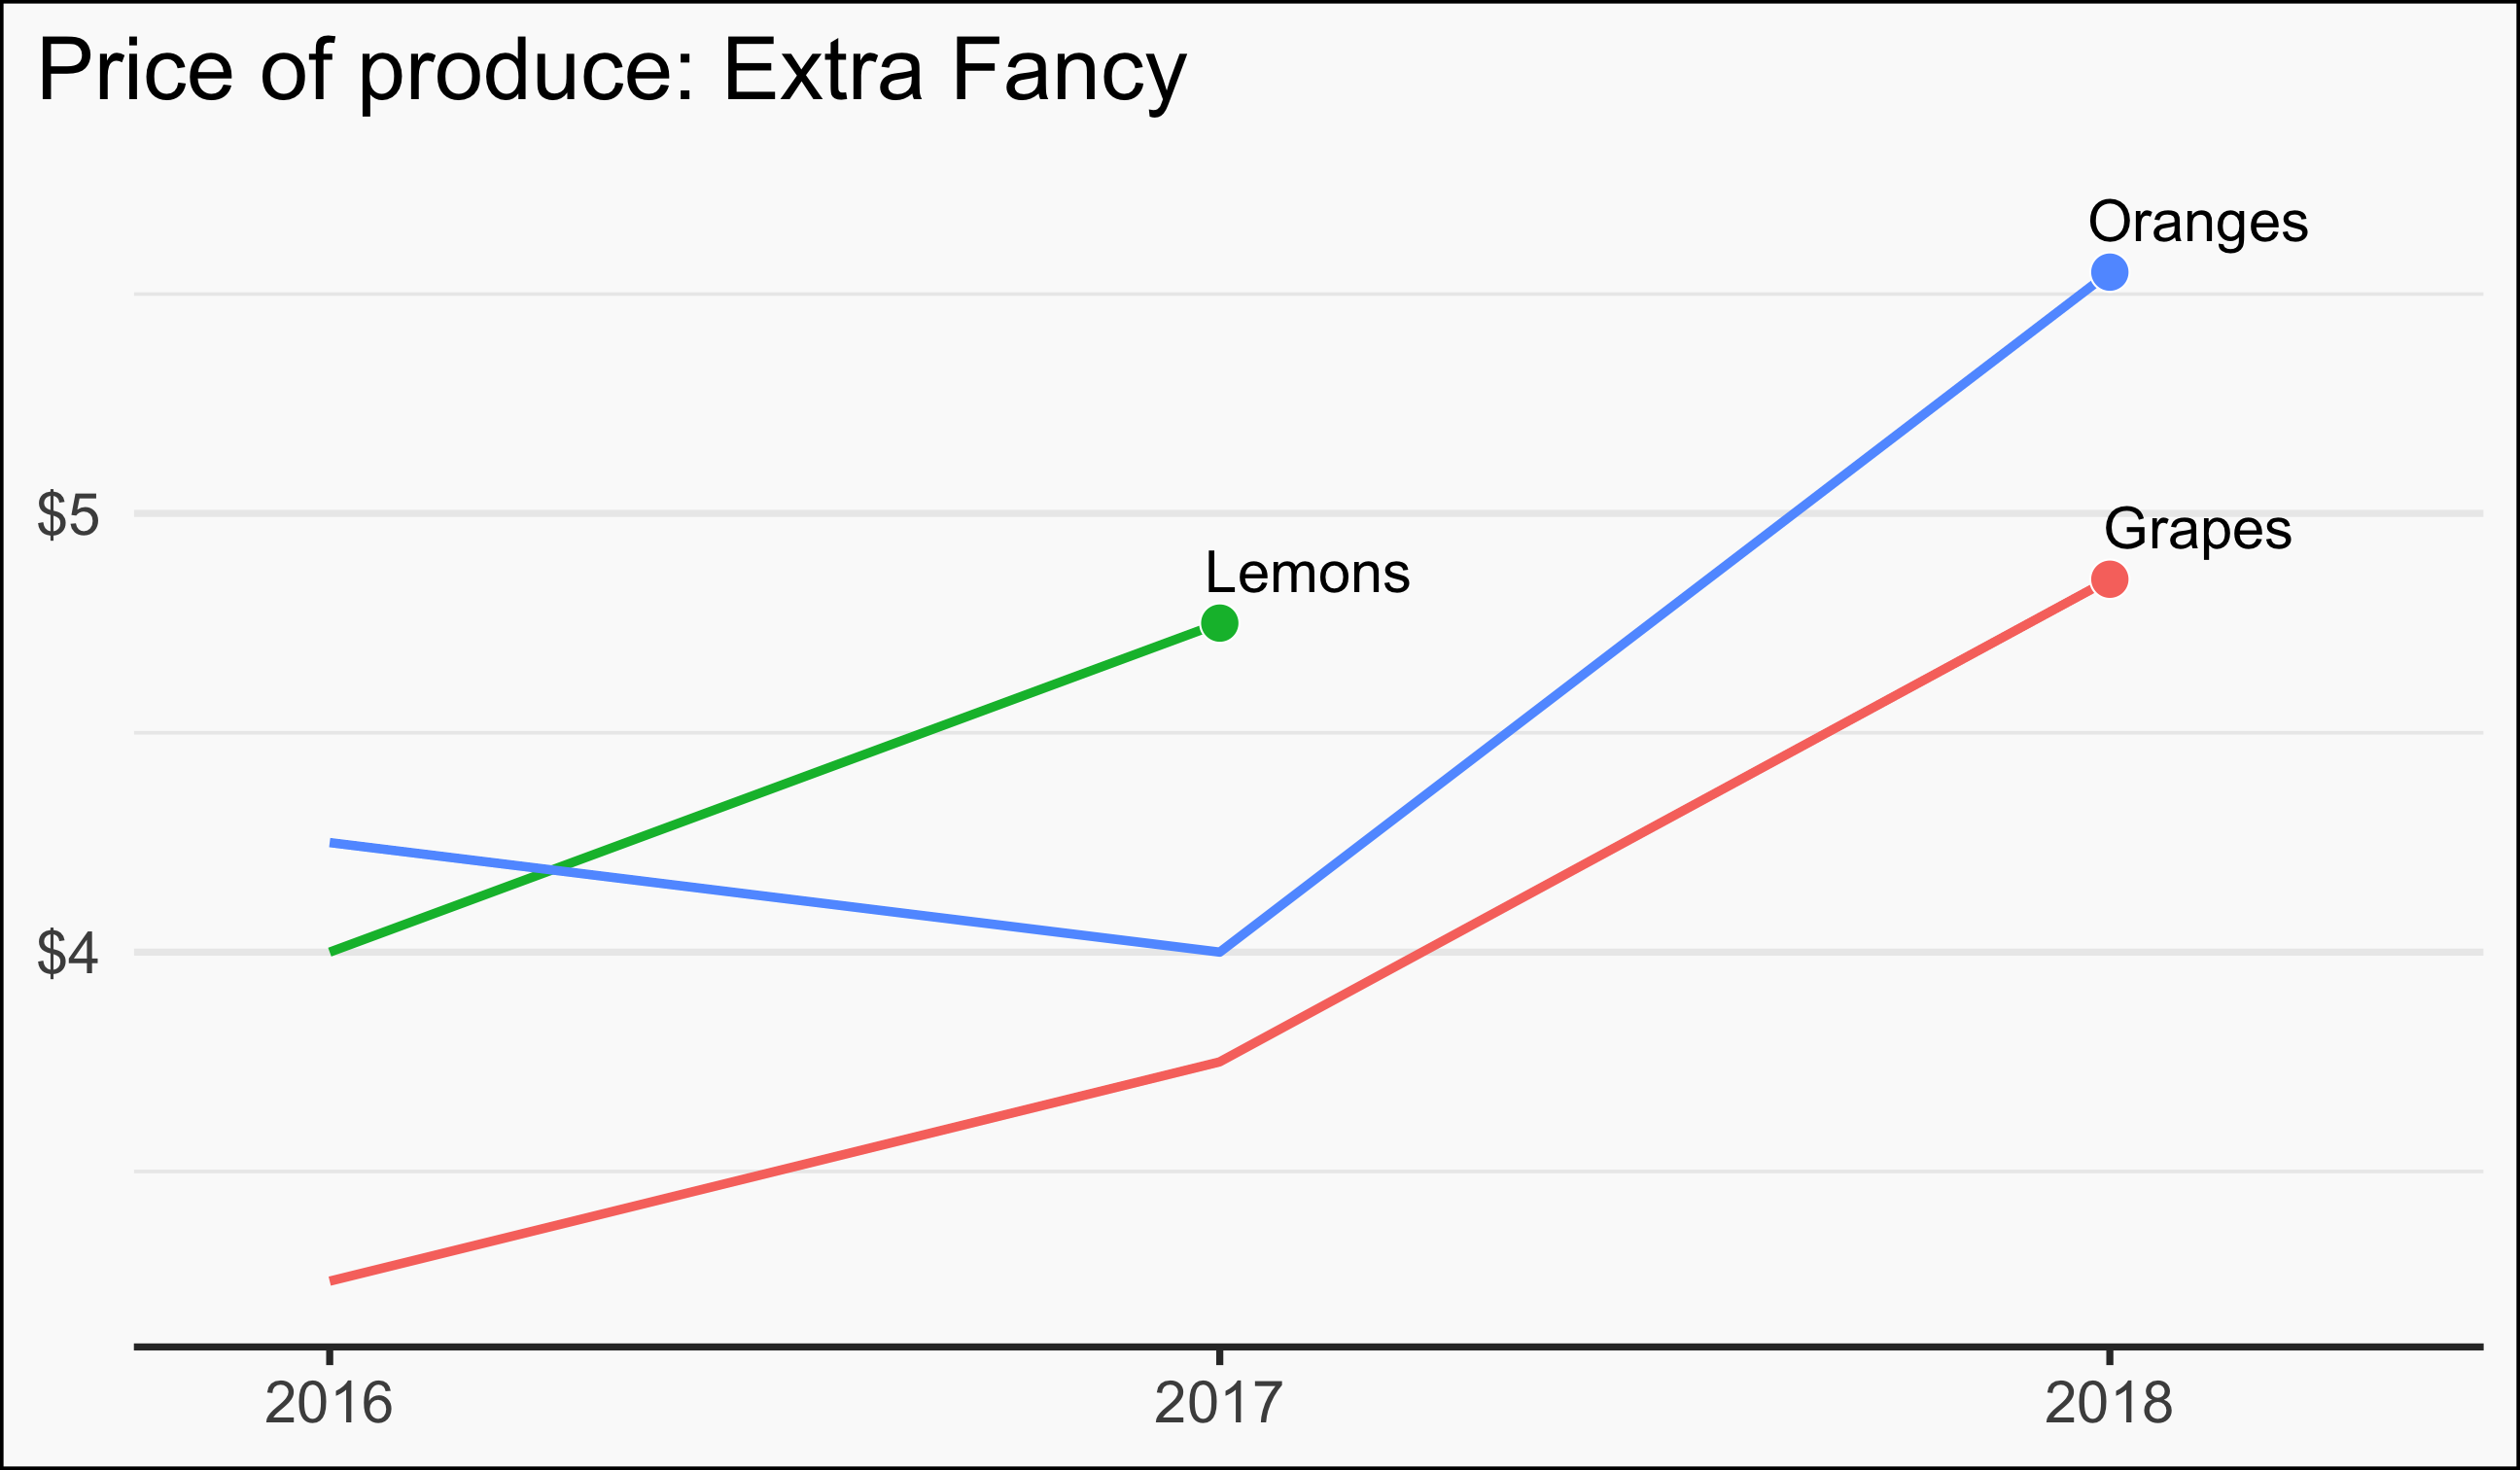 Price of produce: Extra Fancy
Oranges
$5
Grapes
Lemons
$4
2016
2017
2018